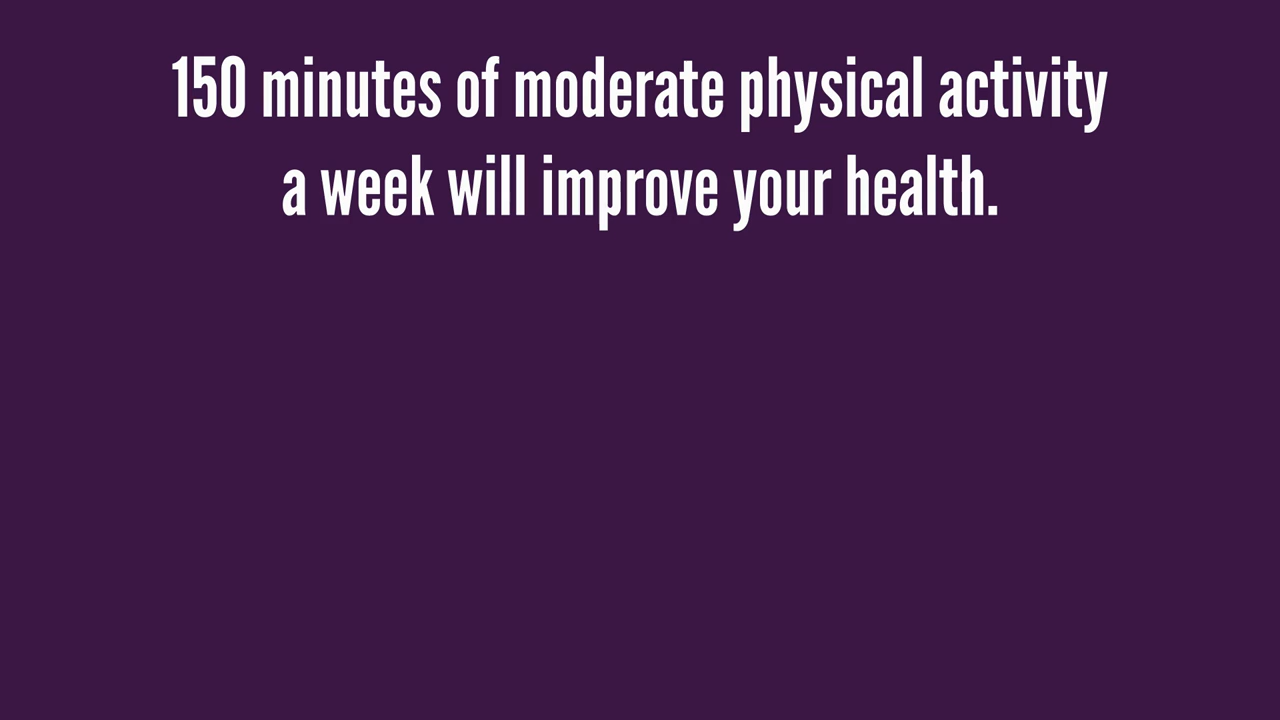 150 minutes of moderate physical activity
a week will improve your health.